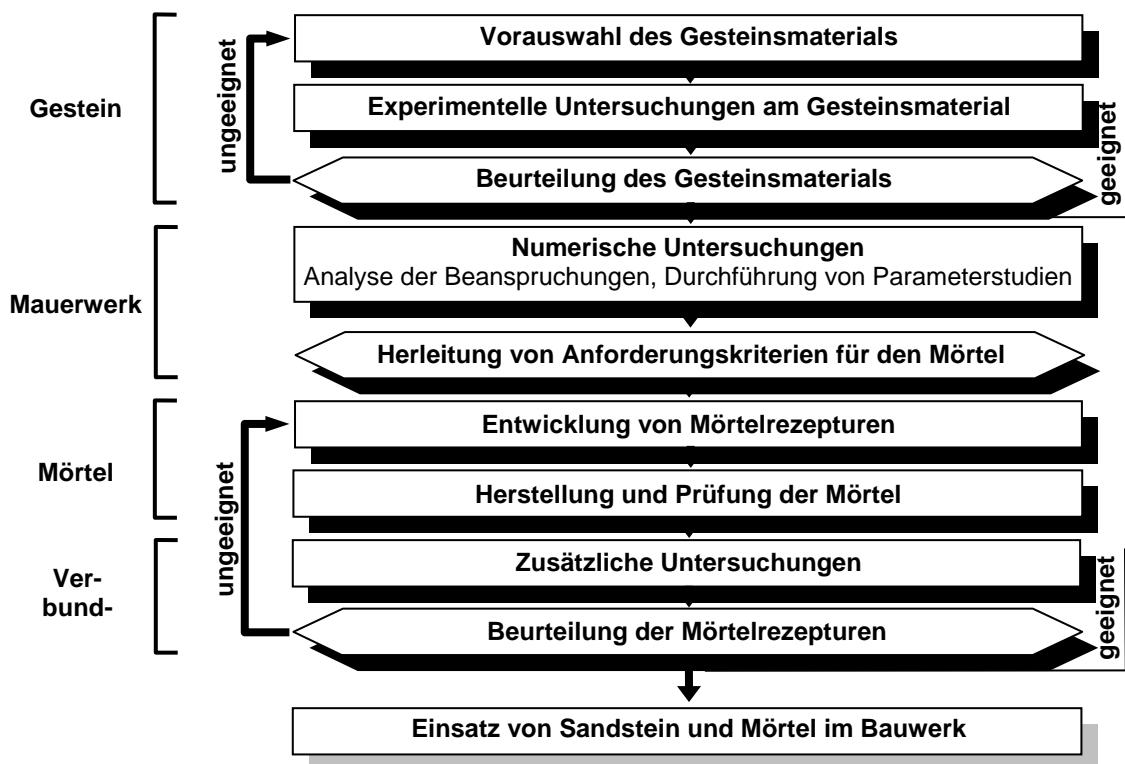 Vorauswahl des Gesteinsmaterials
ungeeignet
Gestein
Experimentelle Untersuchungen am Gesteinsmaterial
geeignet
Beurteilung des Gesteinsmaterials
Numerische Untersuchungen
Analyse der Beanspruchungen, Durchführung von Parameterstudien
Mauerwerk
Herleitung von Anforderungskriterien für den Mörtel
Entwicklung von Mörtelrezepturen
Mörtel
ungeeignet
Herstellung und Prüfung der Mörtel
Zusätzliche Untersuchungen
Ver-
bund-
geeignet
Beurteilung der Mörtelrezepturen
Einsatz von Sandstein und Mörtel im Bauwerk